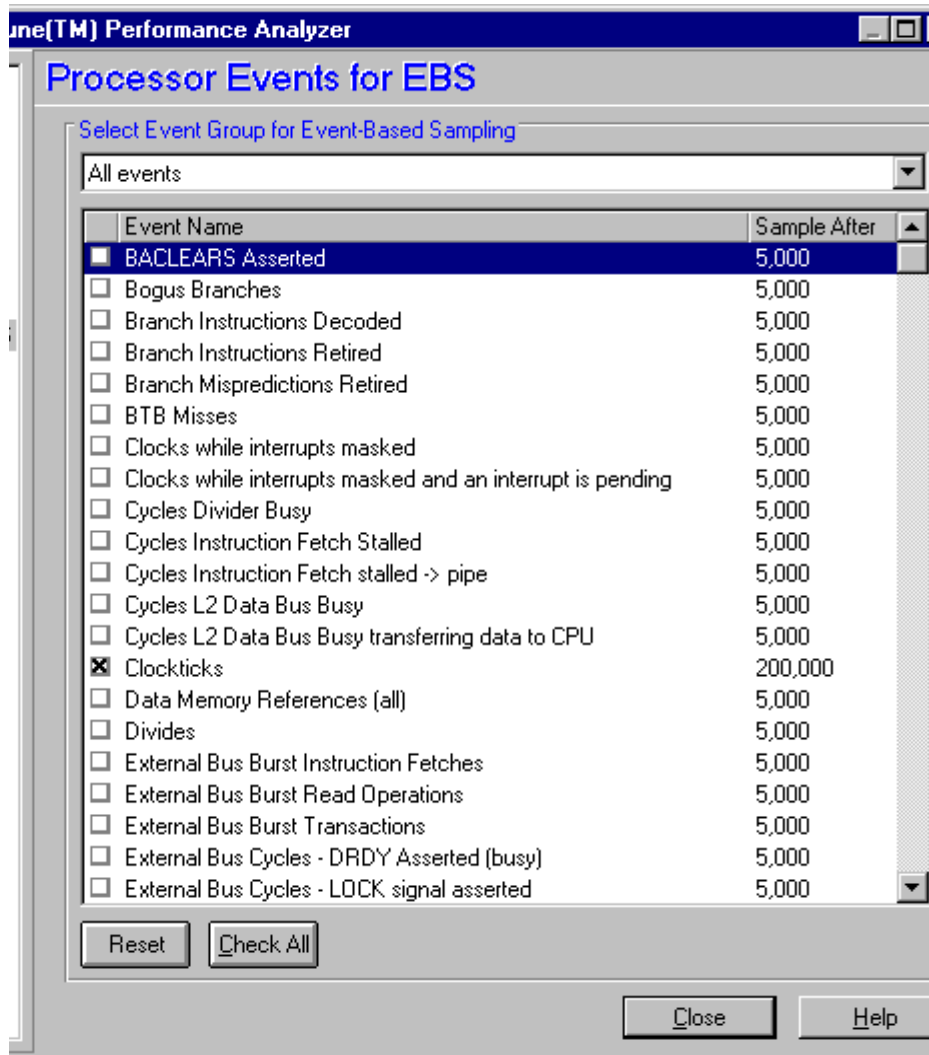 une(TM) Performance Analyzer
Processor Events for EBS
Select Event Group for Event-Based Sampling
All events
Event Name Sample After
BACLEARS Asserted 5,000
Bogus Branches 5,000
Branch Instructions Decoded 5,000
Branch Instructions Retired 5,000
Branch Mispredictions Retired 5,000
BTB Misses 5,000
Clocks while interrupts masked 5,000
Clocks while interrupts masked and an interrupt is pending 5,000
Cycles Divider Busy 5,000
Cycles Instruction Fetch Stalled 5,000
Cycles Instruction Fetch stalled -> pipe 5,000
Cycles L2 Data Bus Busy 5,000
Cycles L2 Data Bus Busy transferring data to CPU 5,000
Clockticks 200,000
Data Memory References (all) 5,000
Divides 5,000
External Bus Burst Instruction Fetches 5,000
External Bus Burst Read Operations 5,000
External Bus Burst Transactions 5,000
External Bus Cycles - DRDY Asserted (busy) 5,000
External Bus Cycles - LOCK signal asserted 5,000
Reset Check All
Close Help